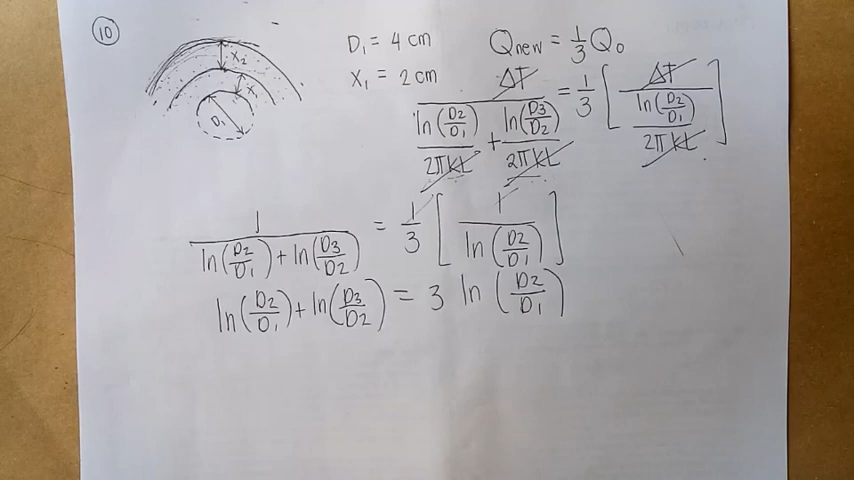 10
X₂
X₁
D₁
D₁ = 4 cm
X₁ = 2 cm
Qnew = 1/3 Q₀
ΔT / (ln(D₂/D₁)/2πkL + ln(D₃/D₂)/2πkL) = 1/3 [ΔT / (ln(D₂/D₁)/2πkL)]
1 / (ln(D₂/D₁) + ln(D₃/D₂)) = 1/3 [1 / ln(D₂/D₁)]
ln(D₂/D₁) + ln(D₃/D₂) = 3 ln(D₂/D₁)